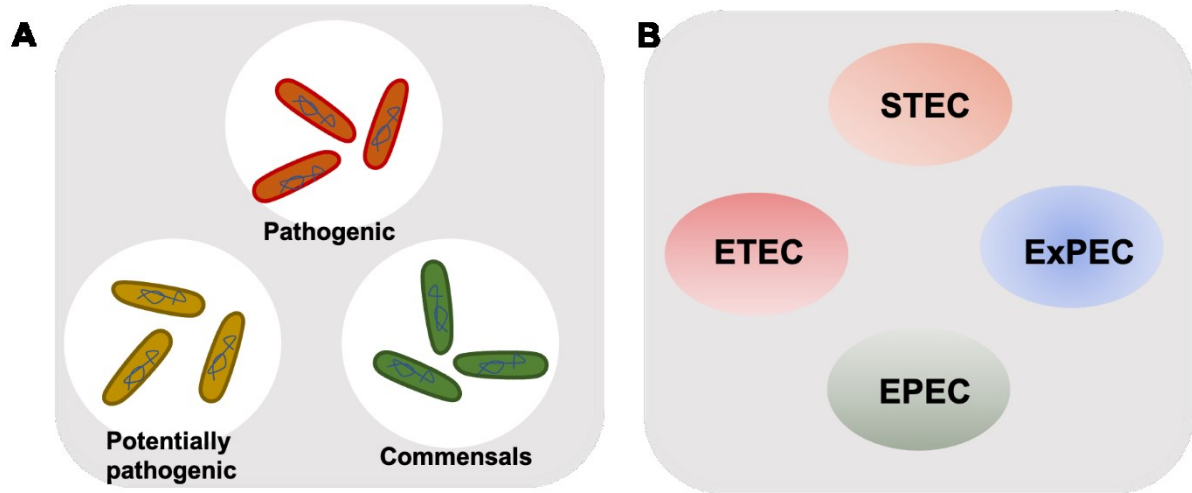 A
Pathogenic
Potentially
pathogenic
Commensals
B
STEC
ETEC
ExPEC
EPEC